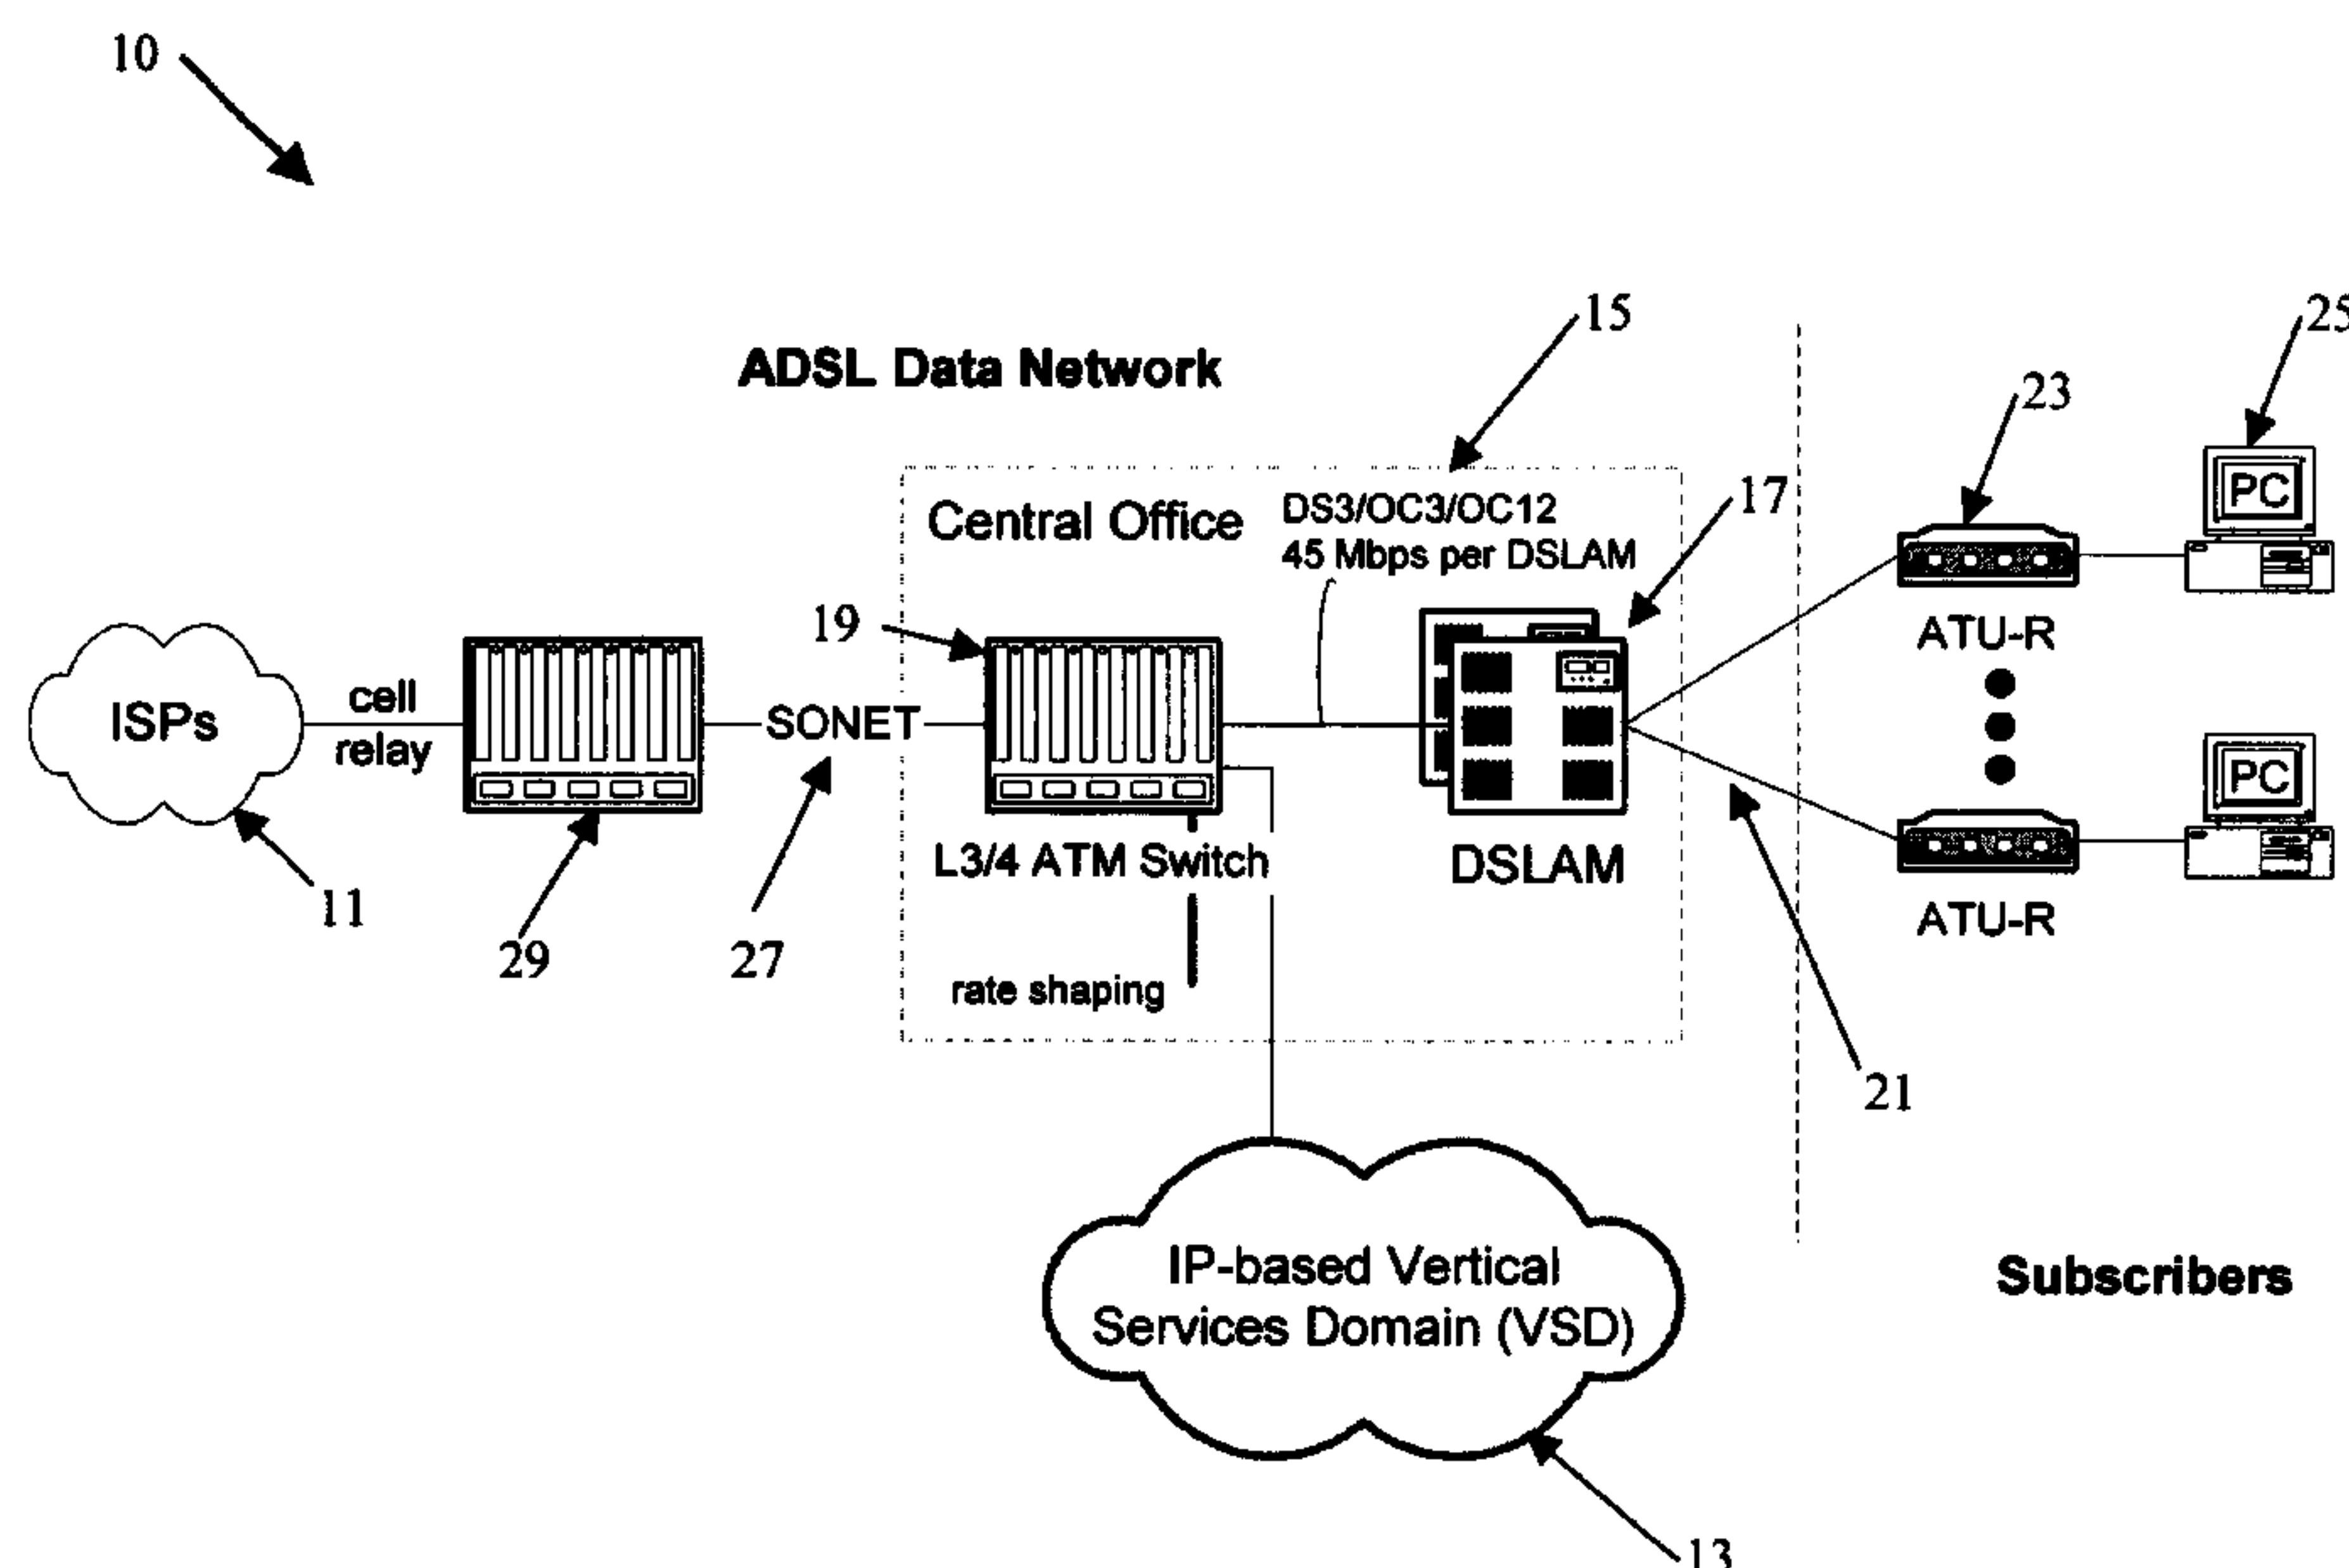 10
15
25
ADSL Data Network
23
Central Office
DS3/OC3/OC12
45 Mbps per DSLAM
17
PC
19
ATU-R
ISPs
cell
relay
SONET
PC
L3/4 ATM Switch
DSLAM
11
29
27
ATU-R
rate shaping
21
IP-based Vertical
Services Domain (VSD)
Subscribers
13